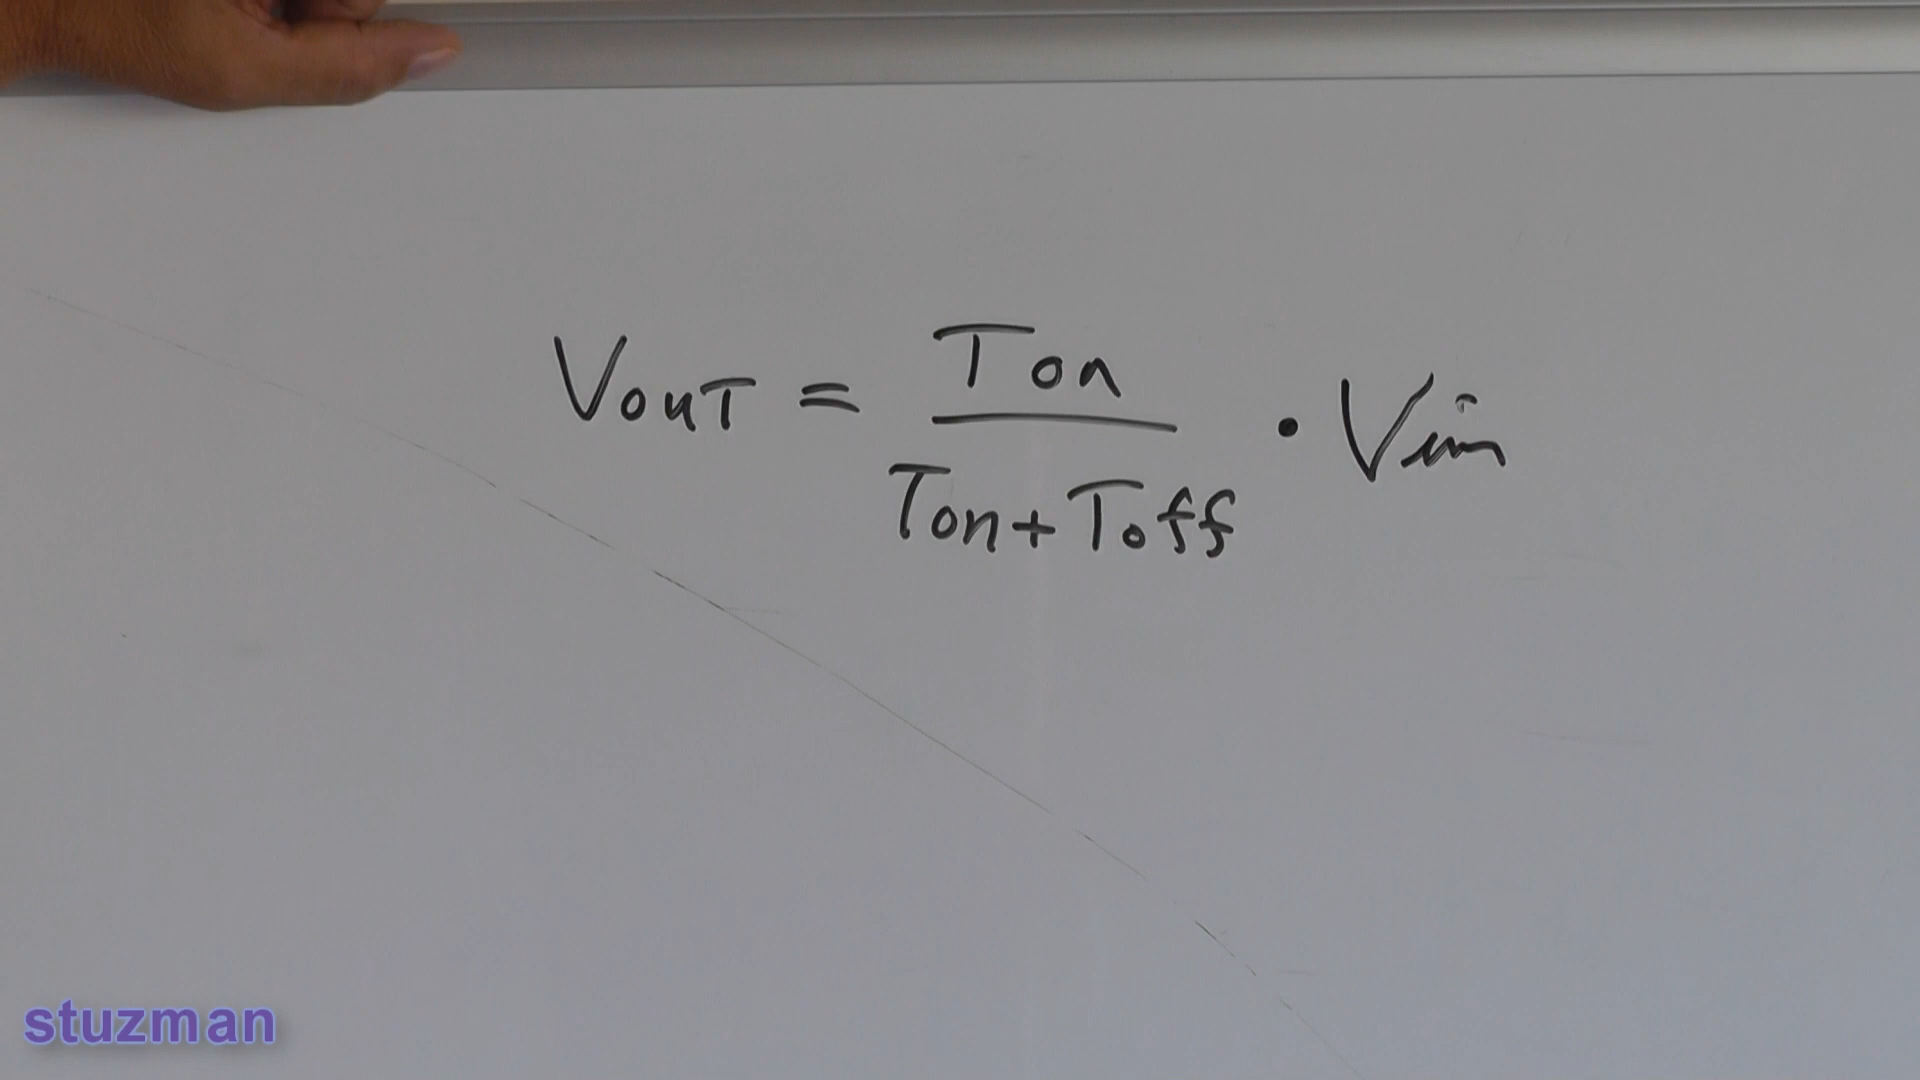 VouT = Ton / Ton+Toff • Vin
stuzman